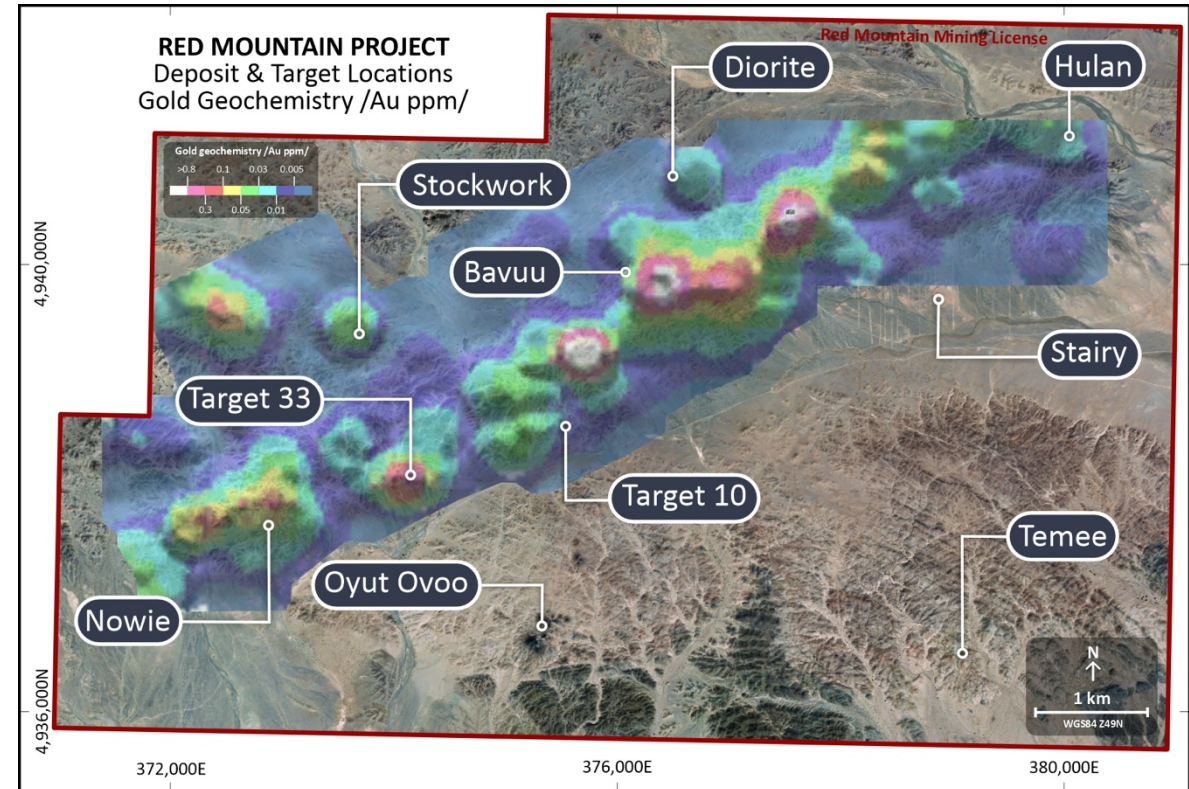 RED MOUNTAIN PROJECT
Deposit & Target Locations
Gold Geochemistry /Au ppm/
Red Mountain Mining License
Gold geochemistry /Au ppm/
>0.8 0.1 0.03 0.005
0.3 0.05 0.01
Diorite
Hulan
Stockwork
Bavuu
Stairy
Target 33
Target 10
Temee
Oyut Ovoo
Nowie
N
1 km
WGS84 Z49N
4,940,000N
4,936,000N
372,000E
376,000E
380,000E